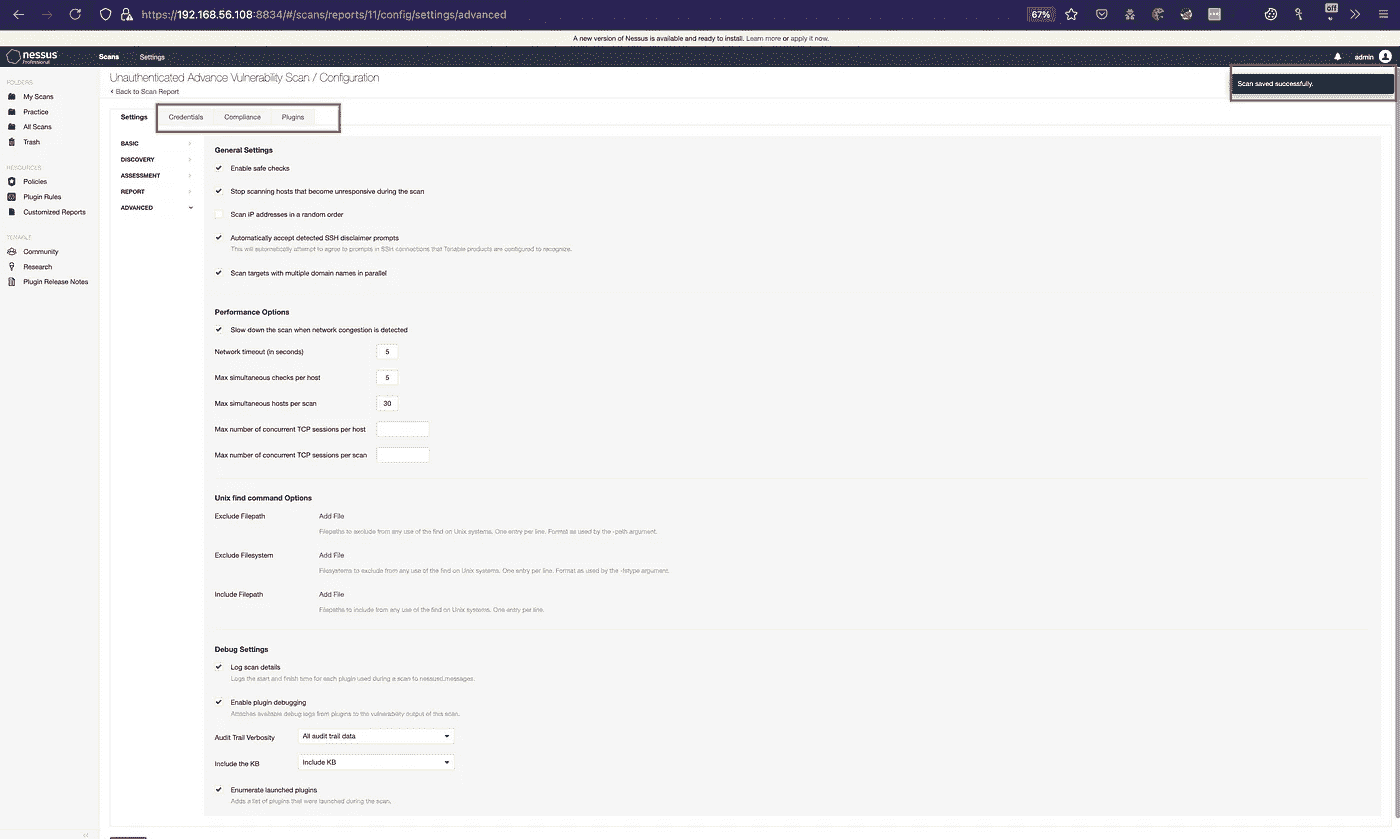 https://192.168.56.108:8834/#/scans/reports/11/config/settings/advanced
67%
off
A new version of Nessus is available and ready to install. Learn more or apply it now.
nessus
Professional
Scans
Settings
admin
FOLDERS
My Scans
Practice
All Scans
Trash
RESOURCES
Policies
Plugin Rules
Customized Reports
TENABLE
Community
Research
Plugin Release Notes
Unauthenticated Advance Vulnerability Scan / Configuration
Back to Scan Report
Scan saved successfully.
Settings
Credentials
Compliance
Plugins
BASIC
DISCOVERY
ASSESSMENT
REPORT
ADVANCED
General Settings
Enable safe checks
Stop scanning hosts that become unresponsive during the scan
Scan IP addresses in a random order
Automatically accept detected SSH disclaimer prompts
This will automatically attempt to agree to prompts in SSH connections that Tenable products are configured to recognize.
Scan targets with multiple domain names in parallel
Performance Options
Slow down the scan when network congestion is detected
Network timeout (in seconds) 5
Max simultaneous checks per host 5
Max simultaneous hosts per scan 30
Max number of concurrent TCP sessions per host
Max number of concurrent TCP sessions per scan
Unix find command Options
Exclude Filepath Add File
Filepaths to exclude from any use of the find on Unix systems. One entry per line. Format as used by the -path argument.
Exclude Filesystem Add File
Filesystems to exclude from any use of the find on Unix systems. One entry per line. Format as used by the -fstype argument.
Include Filepath Add File
Filepaths to include from any use of the find on Unix systems. One entry per line.
Debug Settings
Log scan details
Logs the start and finish time for each plugin used during a scan to nessusd.messages.
Enable plugin debugging
Attaches available debug logs from plugins to the vulnerability output of this scan.
Audit Trail Verbosity All audit trail data
Include the KB Include KB
Enumerate launched plugins
Adds a list of plugins that were launched during the scan.